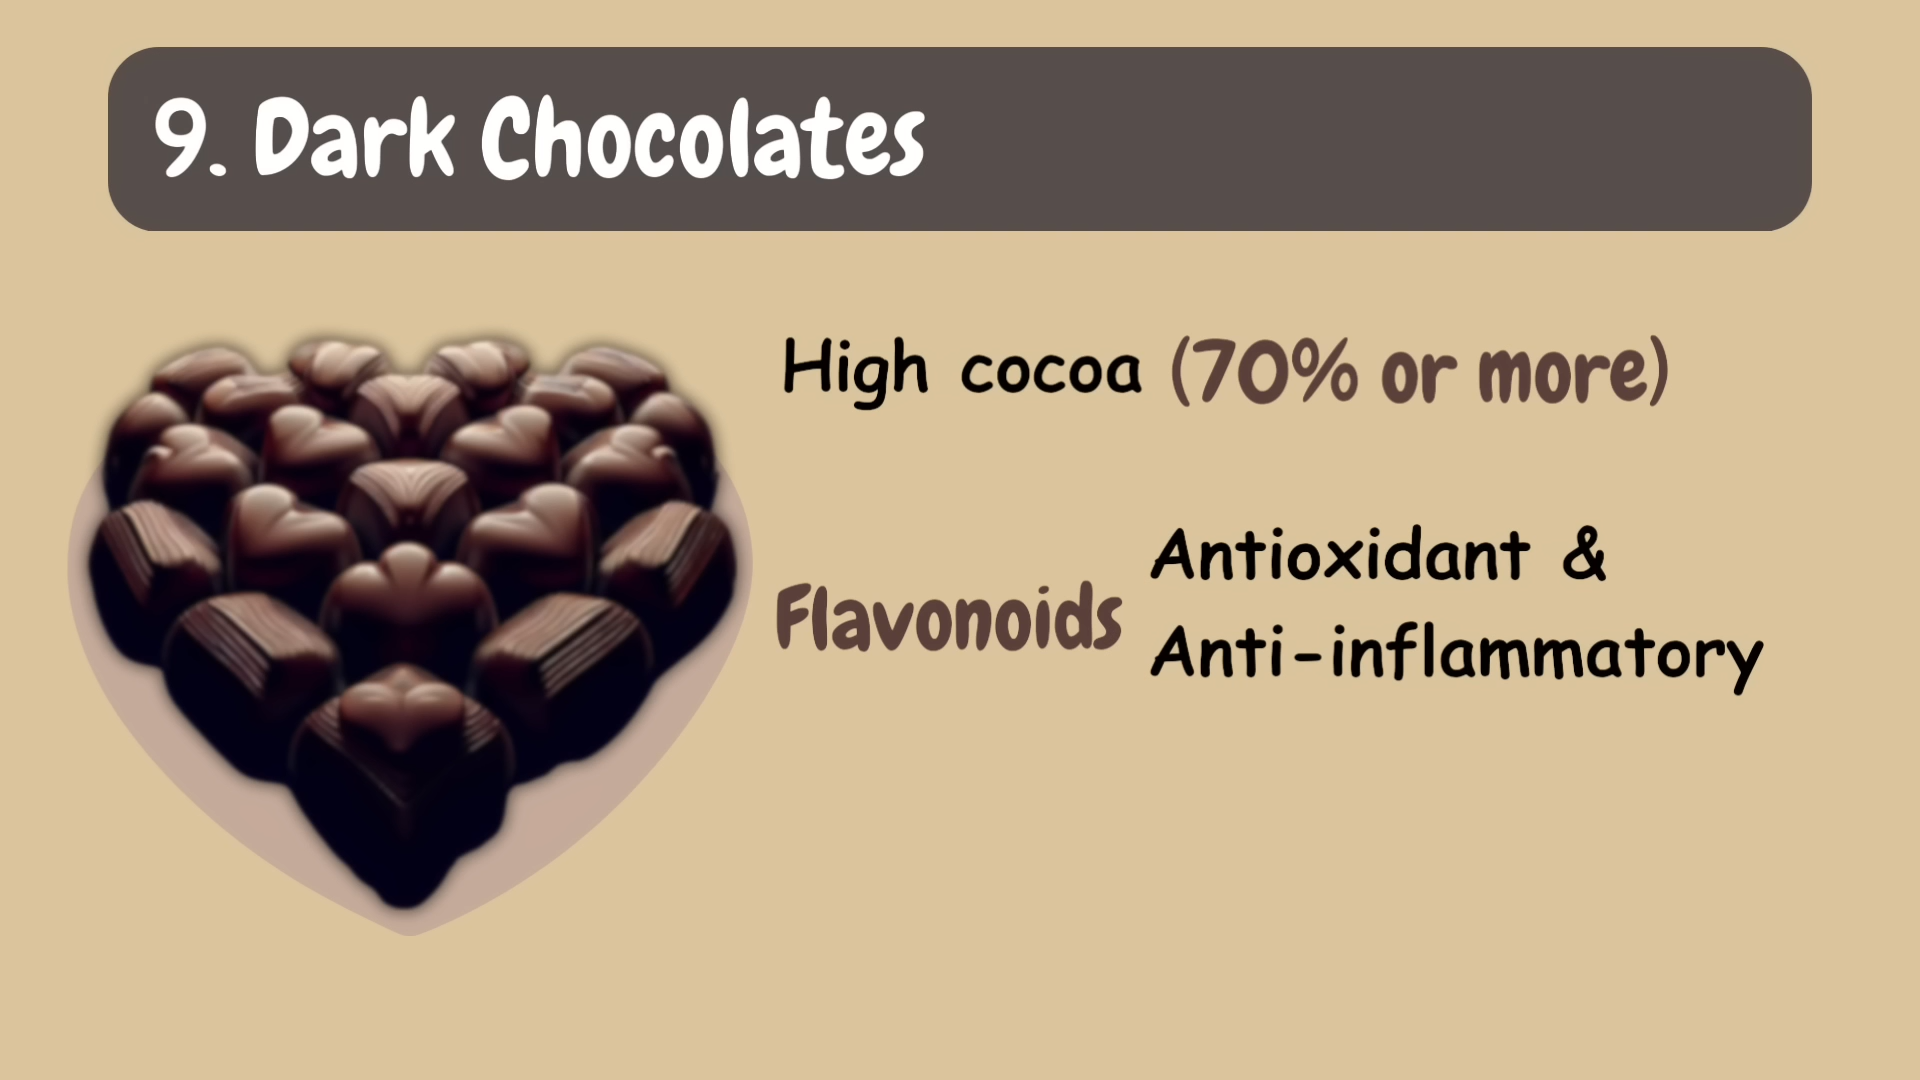 9. Dark Chocolates
High cocoa (70% or more)
Flavonoids
Antioxidant &
Anti-inflammatory